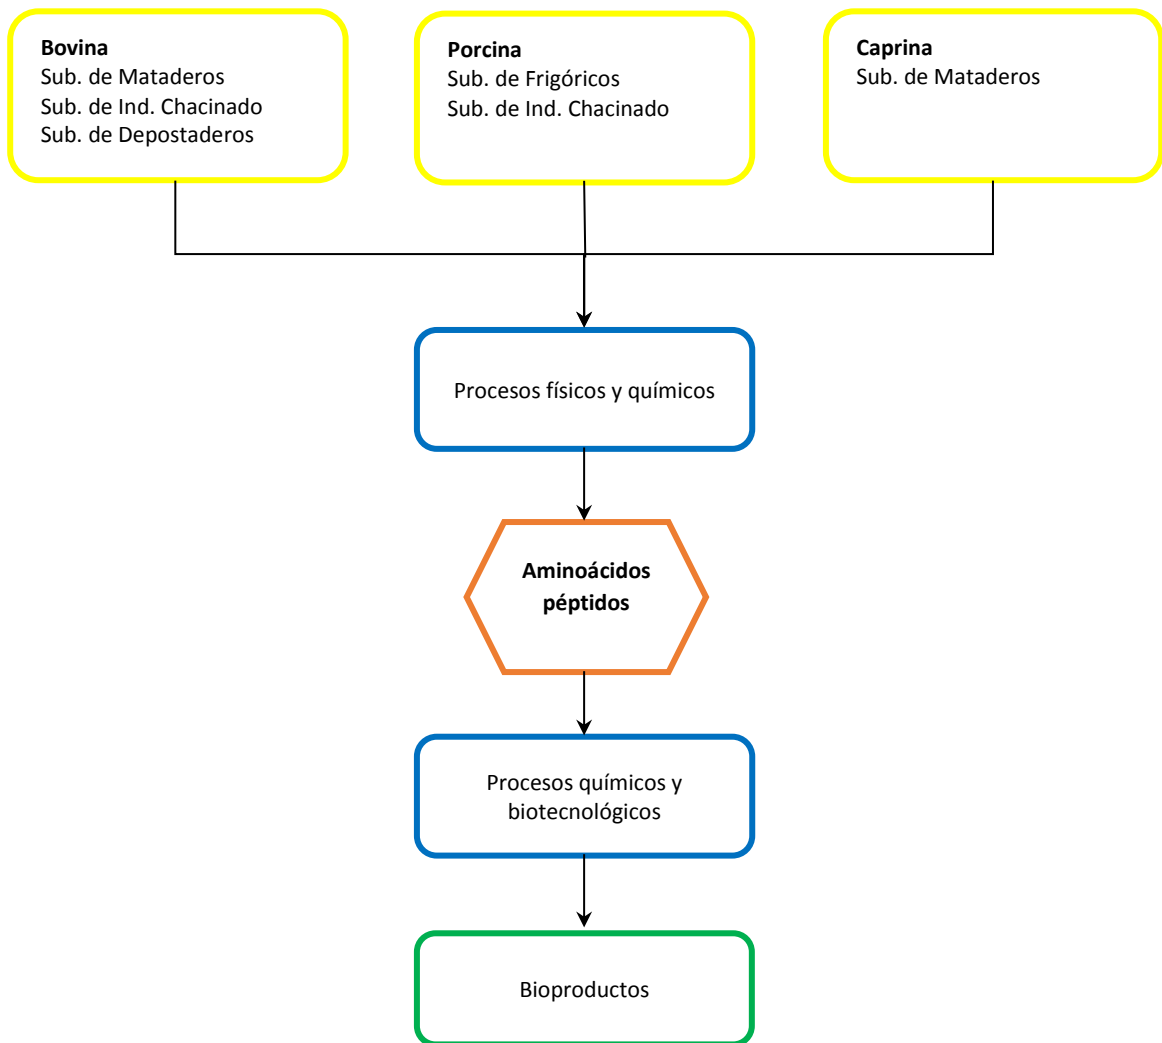 Bovina
Sub. de Mataderos
Sub. de Ind. Chacinado
Sub. de Depostaderos
Porcina
Sub. de Frigóricos
Sub. de Ind. Chacinado
Caprina
Sub. de Mataderos
Procesos físicos y químicos
Aminoácidos
péptidos
Procesos químicos y
biotecnológicos
Bioproductos